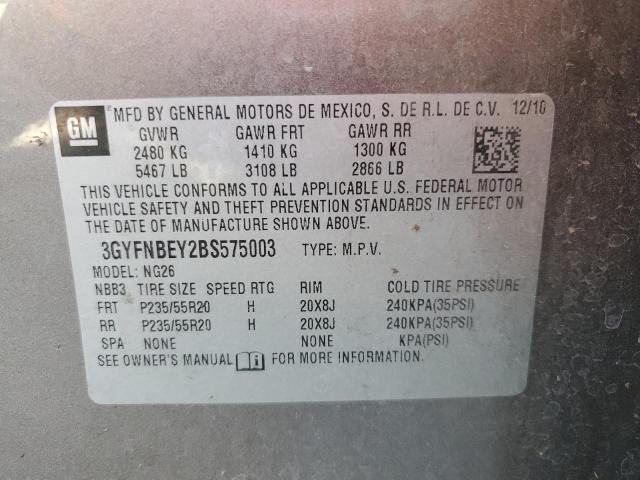 GM
MFD BY GENERAL MOTORS DE MEXICO, S. DE R.L. DE C.V. 12/10
GVWR GAWR FRT GAWR RR
2480 KG 1410 KG 1300 KG
5467 LB 3108 LB 2866 LB
THIS VEHICLE CONFORMS TO ALL APPLICABLE U.S. FEDERAL MOTOR
VEHICLE SAFETY AND THEFT PREVENTION STANDARDS IN EFFECT ON
THE DATE OF MANUFACTURE SHOWN ABOVE.
3GYFNBEY2BS575003 TYPE: M.P.V.
MODEL: NG26
NBB3 TIRE SIZE SPEED RTG RIM COLD TIRE PRESSURE
FRT P235/55R20 H 20X8J 240KPA(35PSI)
RR P235/55R20 H 20X8J 240KPA(35PSI)
SPA NONE NONE KPA(PSI)
SEE OWNER'S MANUAL FOR MORE INFORMATION.